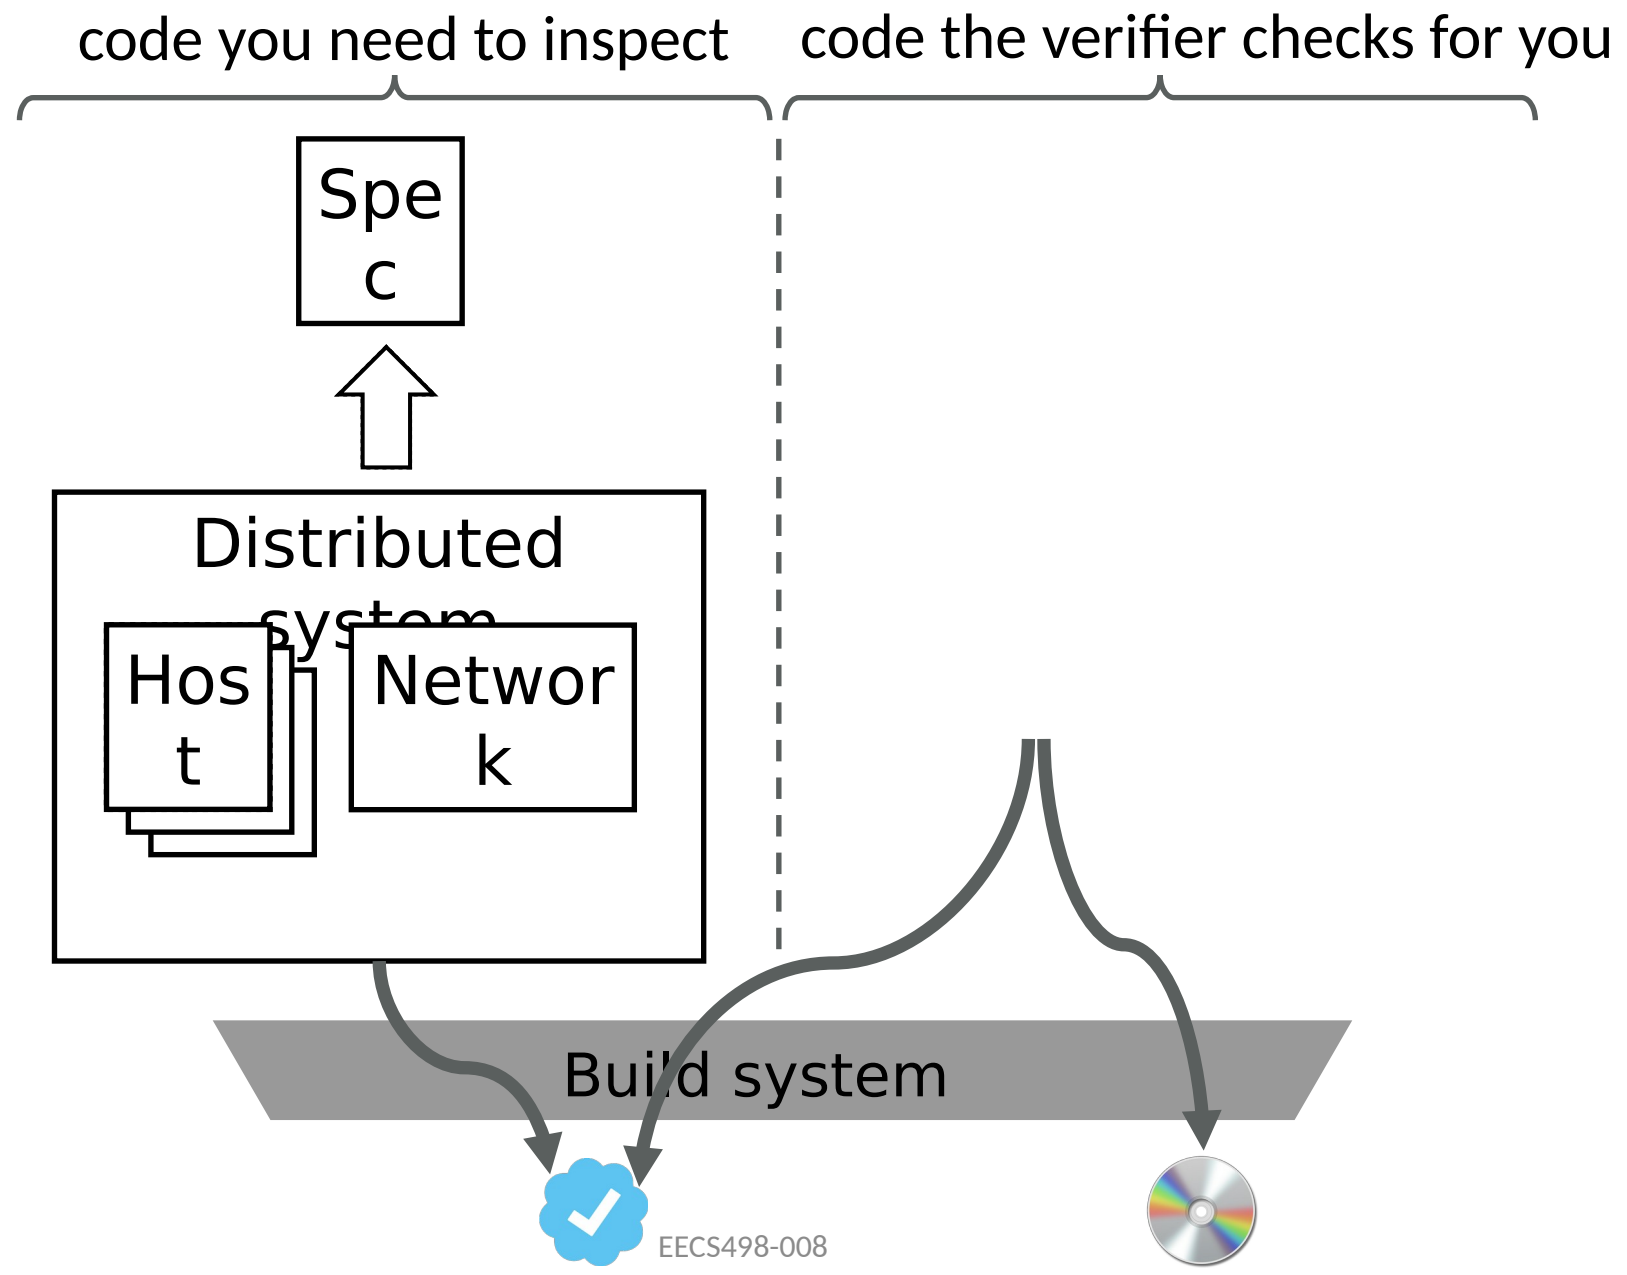 code you need to inspect
code the verifier checks for you
Spe
c
Distributed
system
Hos
t
Networ
k
Build system
EECS498-008